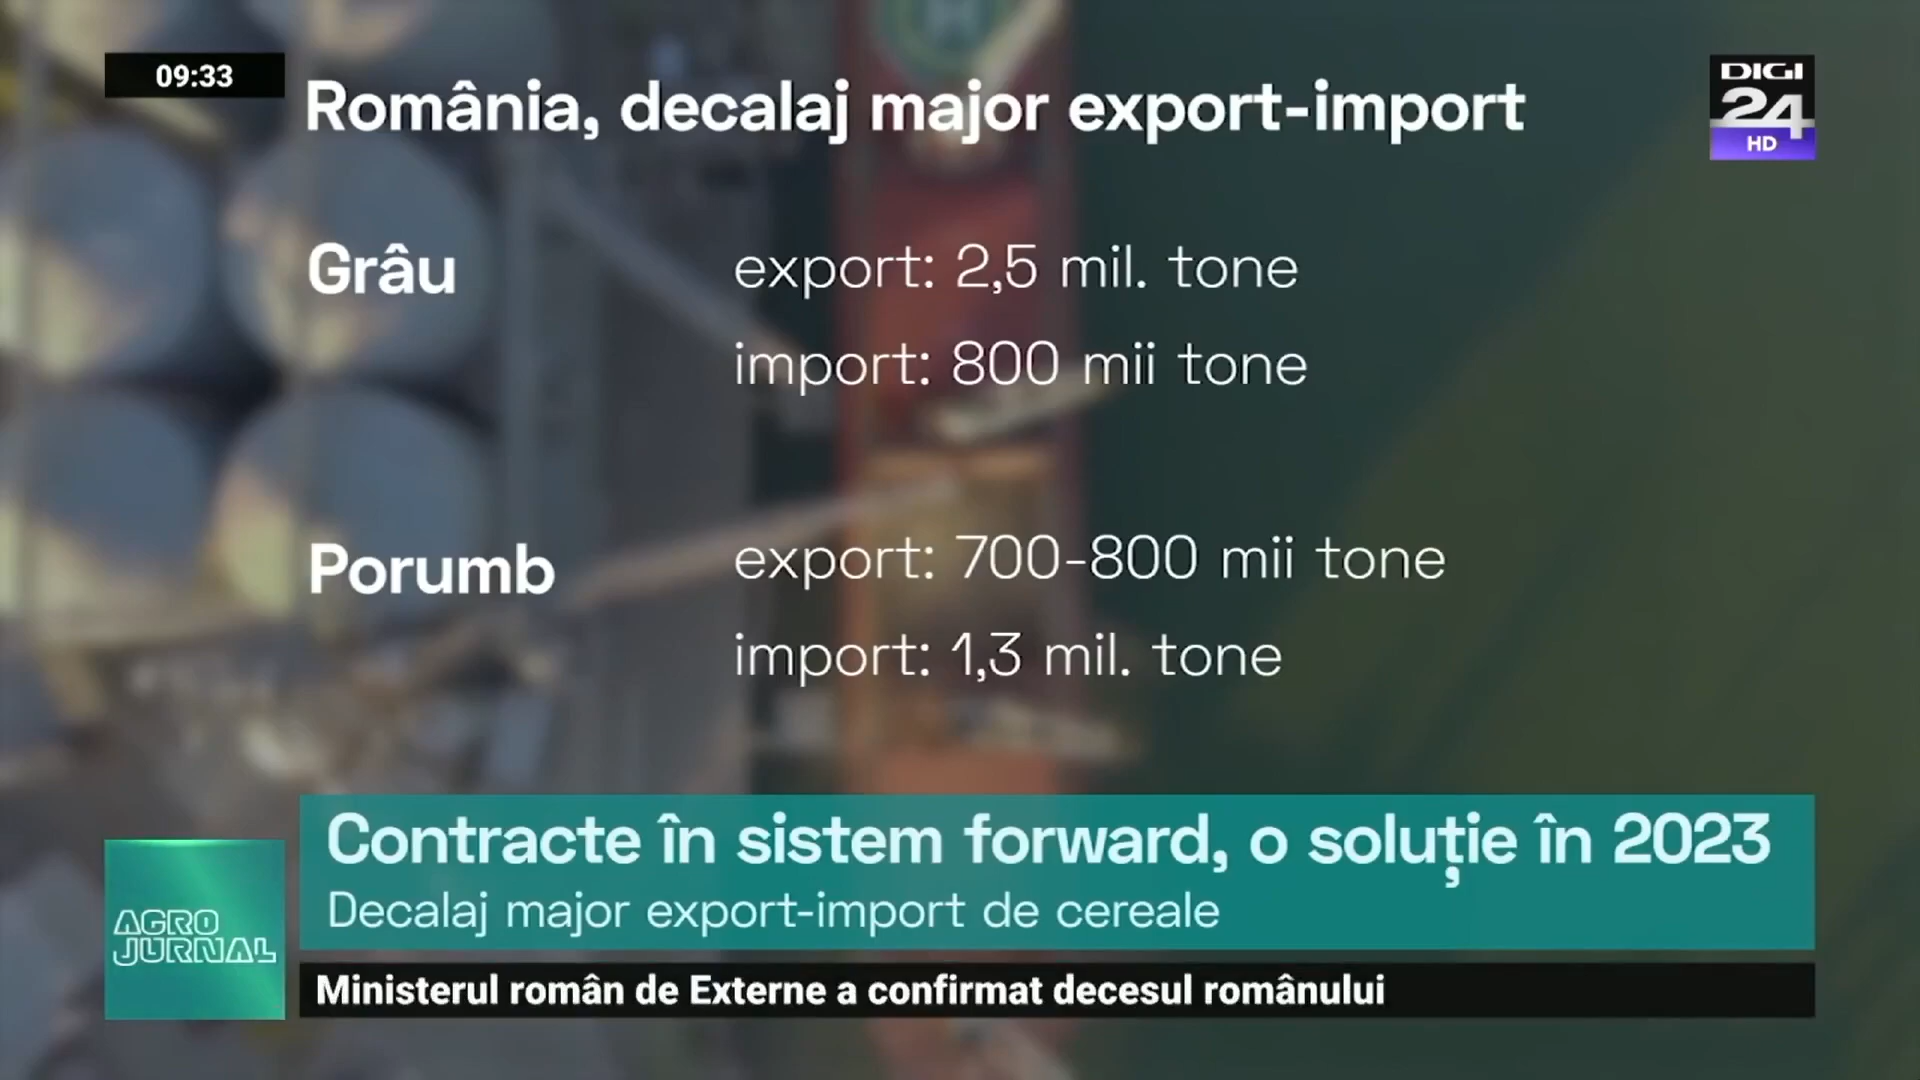 09:33
România, decalaj major export-import
DIGI
24
HD
Grâu
export: 2,5 mil. tone
import: 800 mii tone
Porumb
export: 700-800 mii tone
import: 1,3 mil. tone
Contracte în sistem forward, o soluție în 2023
Decalaj major export-import de cereale
AGRO
JURNAL
Ministerul român de Externe a confirmat decesul românului